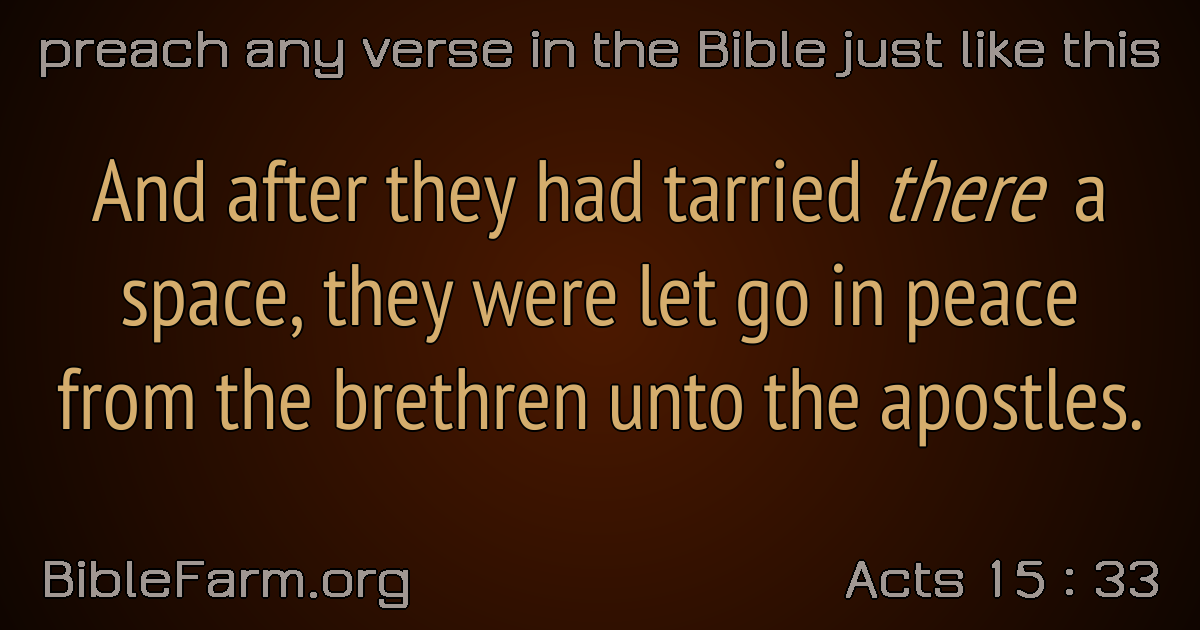 preach any verse in the Bible just like this
And after they had tarried there a
space, they were let go in peace
from the brethren unto the apostles.
BibleFarm.org
Acts 15 : 33